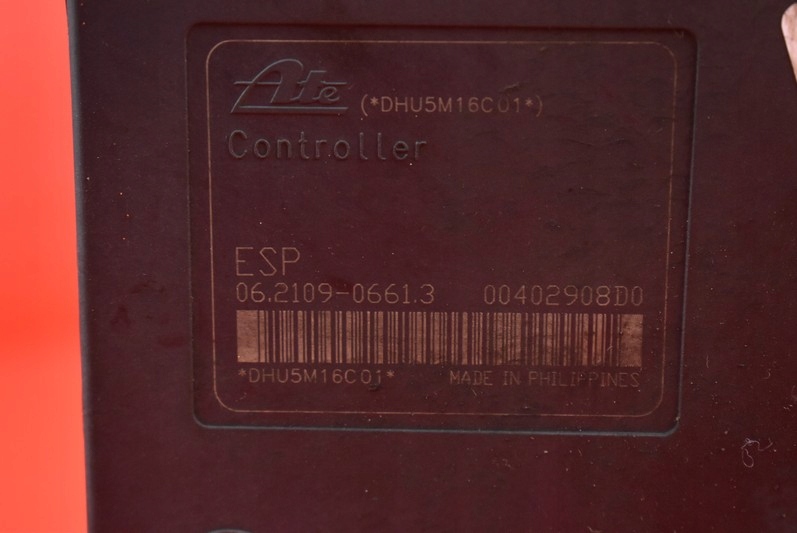 Ate (*DHU5M16C01*)
Controller
ESP
06.2109-0661.3 00402908D0
*DHU5M16C01* MADE IN PHILIPPINES